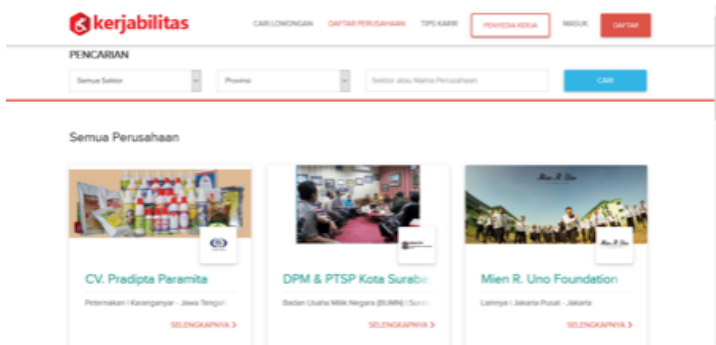 kerjabilitas
CARI LOWONGAN DAFTAR PERUSAHAAN TIPS KARIR PENYEDIA KERJA MASUK DAFTAR
PENCARIAN
Semua Sektor Provinsi Sektor atau Nama Perusahaan CARI
Semua Perusahaan
Mien R. Uno
Mien R. Uno
CV. Pradipta Paramita DPM & PTSP Kota Suraba Mien R. Uno Foundation
Peternakan | Karanganyar - Jawa Tengah Badan Usaha Milik Negara (BUMN) | Lainnya | Jakarta Pusat - Jakarta
SELENGKAPNYA > SELENGKAPNYA > SELENGKAPNYA >